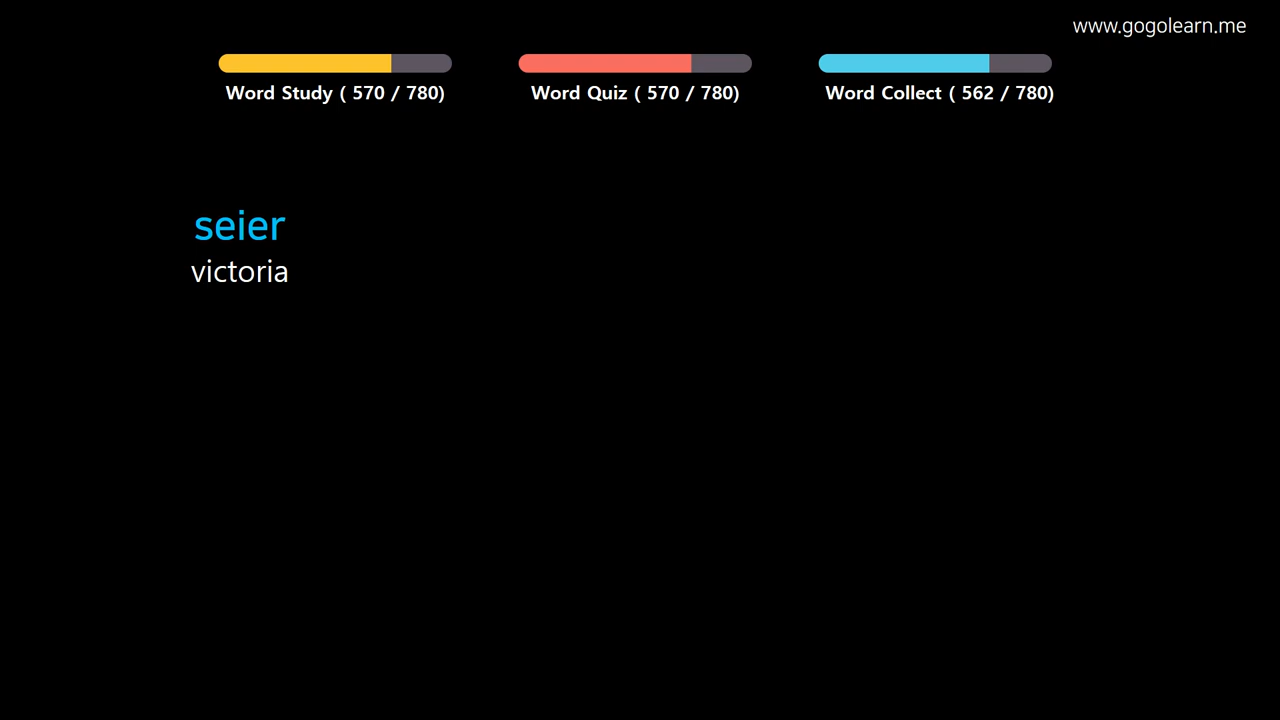 www.gogolearn.me
Word Study ( 570 / 780)
Word Quiz ( 570 / 780)
Word Collect ( 562 / 780)
seier
victoria